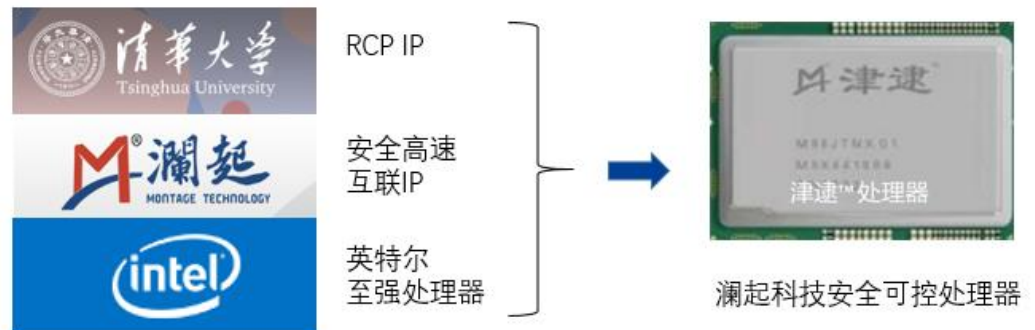 清华大学
Tsinghua University
RCP IP
M®澜起
MONTAGE TECHNOLOGY
安全高速
互联IP
intel
英特尔
至强处理器
津逮
津逮™处理器
澜起科技安全可控处理器